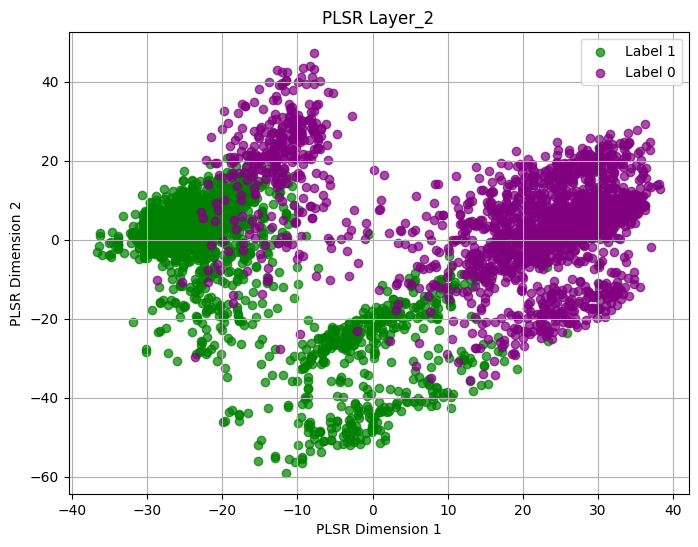 PLSR Layer_2
Label 1
Label 0
40
20
0
−20
−40
−60
PLSR Dimension 2
−40 −30 −20 −10 0 10 20 30 40
PLSR Dimension 1